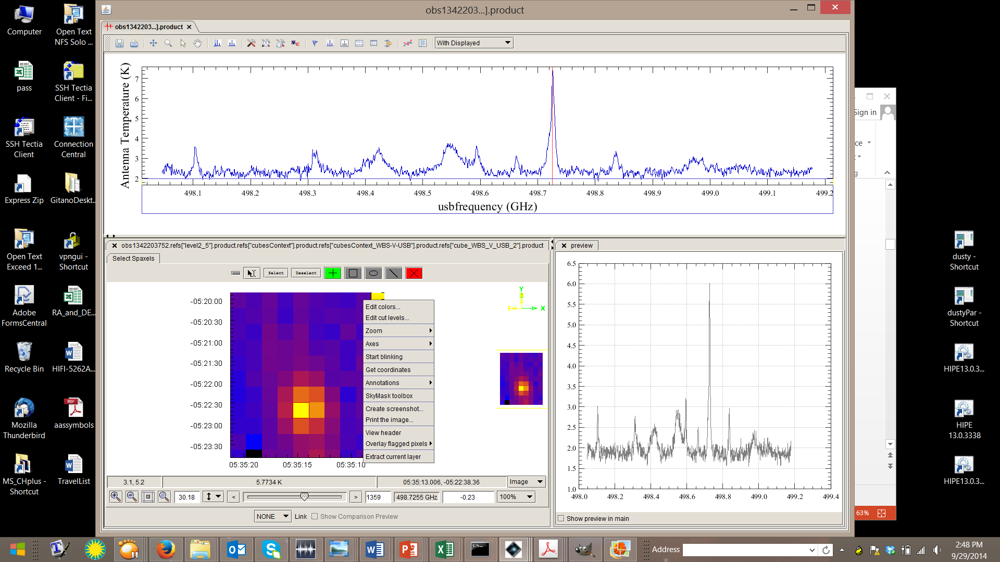 obs1342203...].product
obs1342203...].product
With Displayed
Antenna Temperature (K)
7
6
5
4
3
2
498.1 498.2 498.3 498.4 498.5 498.6 498.7 498.8 498.9 499.0 499.1 499.2
usbfrequency (GHz)
obs1342203752.refs["level2_5"].product.refs["cubesContext"].product.refs["cubesContext_WBS-V-USB"].product.refs["cube_WBS_V_USB_2"].product
Select Spaxels
Select
Deselect
-05:20:00
-05:20:30
-05:21:00
-05:21:30
-05:22:00
-05:22:30
-05:23:00
-05:23:30
05:35:20 05:35:15 05:35:10
Y
E
X
Edit colors...
Edit cut levels...
Zoom
Axes
Start blinking
Get coordinates
Annotations
SkyMask toolbox
Create screenshot...
Print the image...
View header
Overlay flagged pixels
Extract current layer
3.1, 5.2
5.7734 K
05:35:13.006, -05:22:38.36
Image
30.18
<
>
1359
498.7255 GHz
-0.23
100%
NONE
Link
Show Comparison Preview
preview
6.5
6.0
5.5
5.0
4.5
4.0
3.5
3.0
2.5
2.0
1.5
1.0
498.0 498.2 498.4 498.6 498.8 499.0 499.2 499.4
Show preview in main
Computer
Open Text
NFS Solo ...
pass
SSH Tectia
Client - Fi...
SSH Tectia
Client
Connection
Central
Express Zip
GitanoDeskt...
Open Text
Exceed 1...
vpngui -
Shortcut
Adobe
FormsCentral
RA_and_DE...
Recycle Bin
HIFI-5262A...
Mozilla
Thunderbird
PDF
aassymbols
MS_CHplus -
Shortcut
TravelList
Sign in
ce
g
63%
dusty -
Shortcut
dustyPar -
Shortcut
HIPE13.0.3...
HIPE
13.0.3338
HIPE13.0.3...
Address
2:48 PM
9/29/2014